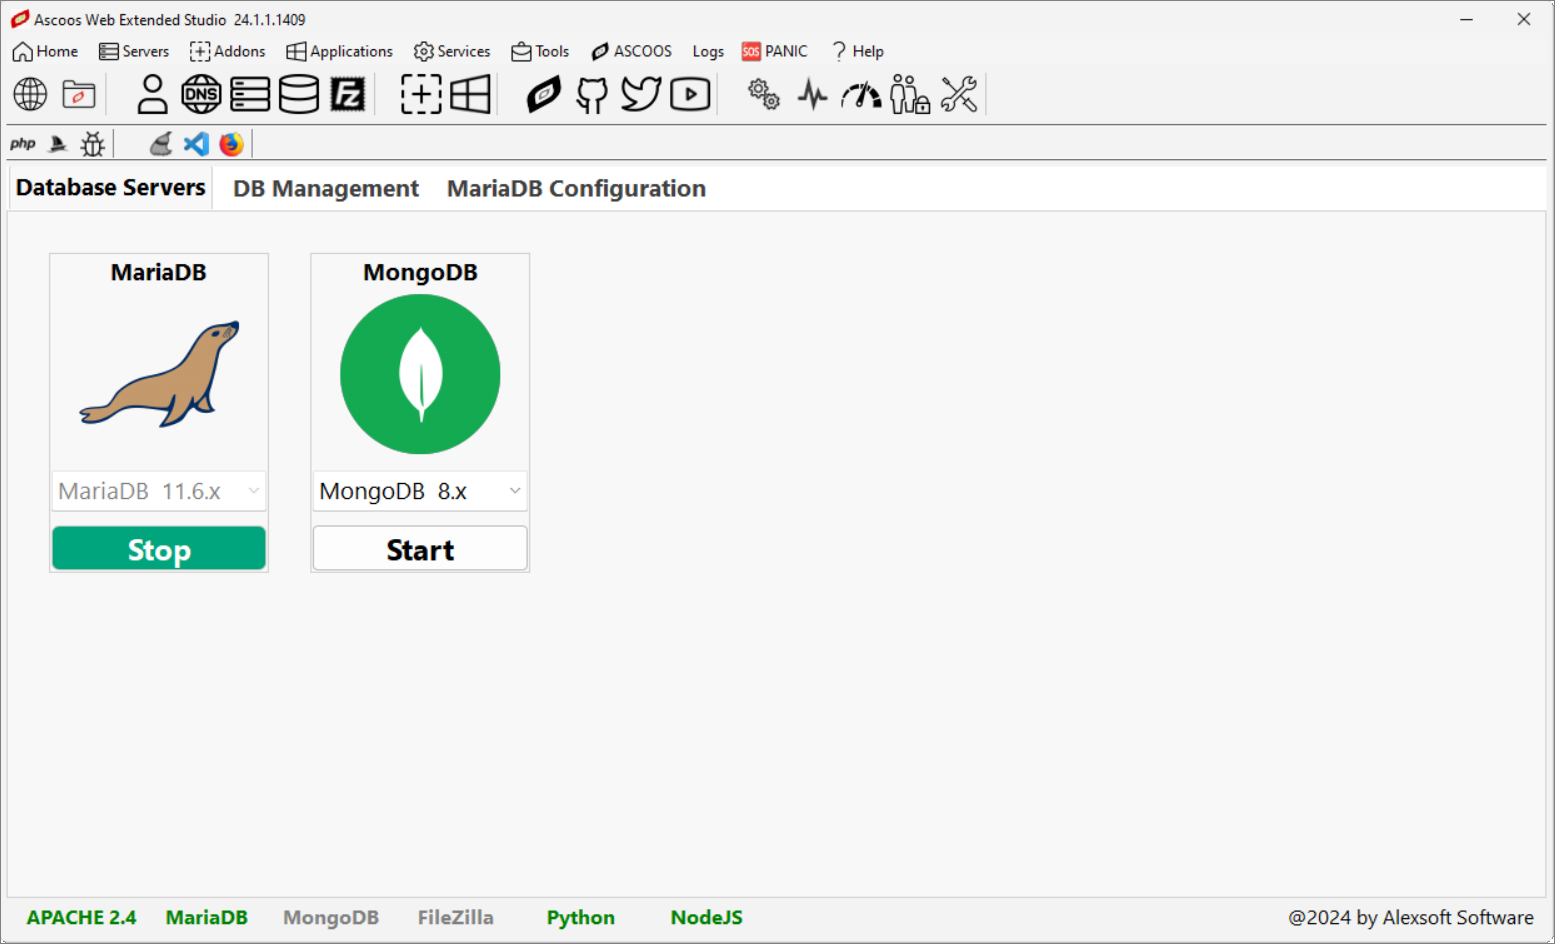 Ascoos Web Extended Studio 24.1.1.1409
Home Servers Addons Applications Services Tools ASCOOS Logs SOS PANIC ? Help
DNS FZ
php
Database Servers DB Management MariaDB Configuration
MariaDB MongoDB
MariaDB 11.6.x MongoDB 8.x
Stop Start
APACHE 2.4 MariaDB MongoDB FileZilla Python NodeJS @2024 by Alexsoft Software